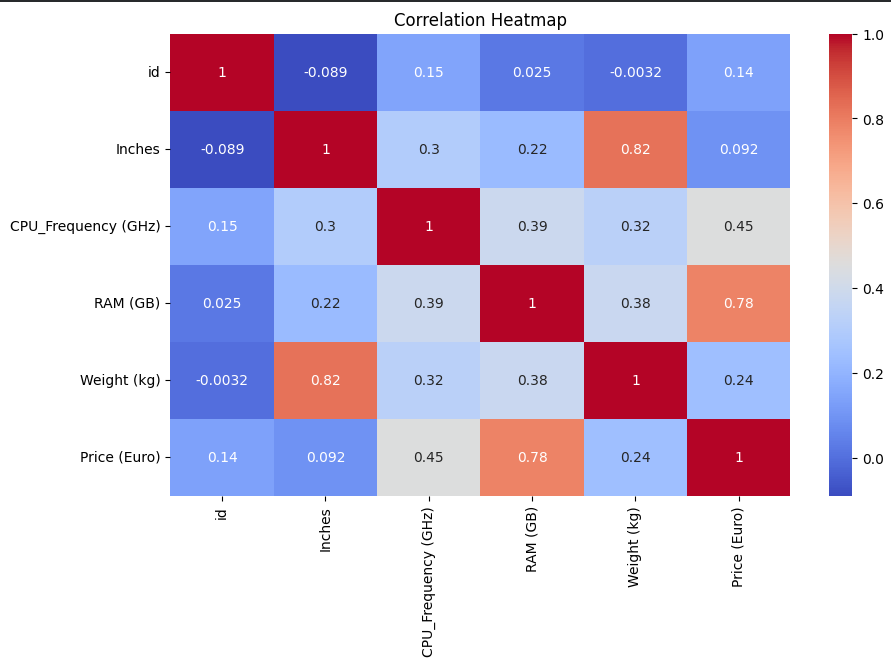 Correlation Heatmap
id 1 -0.089 0.15 0.025 -0.0032 0.14
Inches -0.089 1 0.3 0.22 0.82 0.092
CPU_Frequency (GHz) 0.15 0.3 1 0.39 0.32 0.45
RAM (GB) 0.025 0.22 0.39 1 0.38 0.78
Weight (kg) -0.0032 0.82 0.32 0.38 1 0.24
Price (Euro) 0.14 0.092 0.45 0.78 0.24 1
id
Inches
CPU_Frequency (GHz)
RAM (GB)
Weight (kg)
Price (Euro)
1.0
0.8
0.6
0.4
0.2
0.0